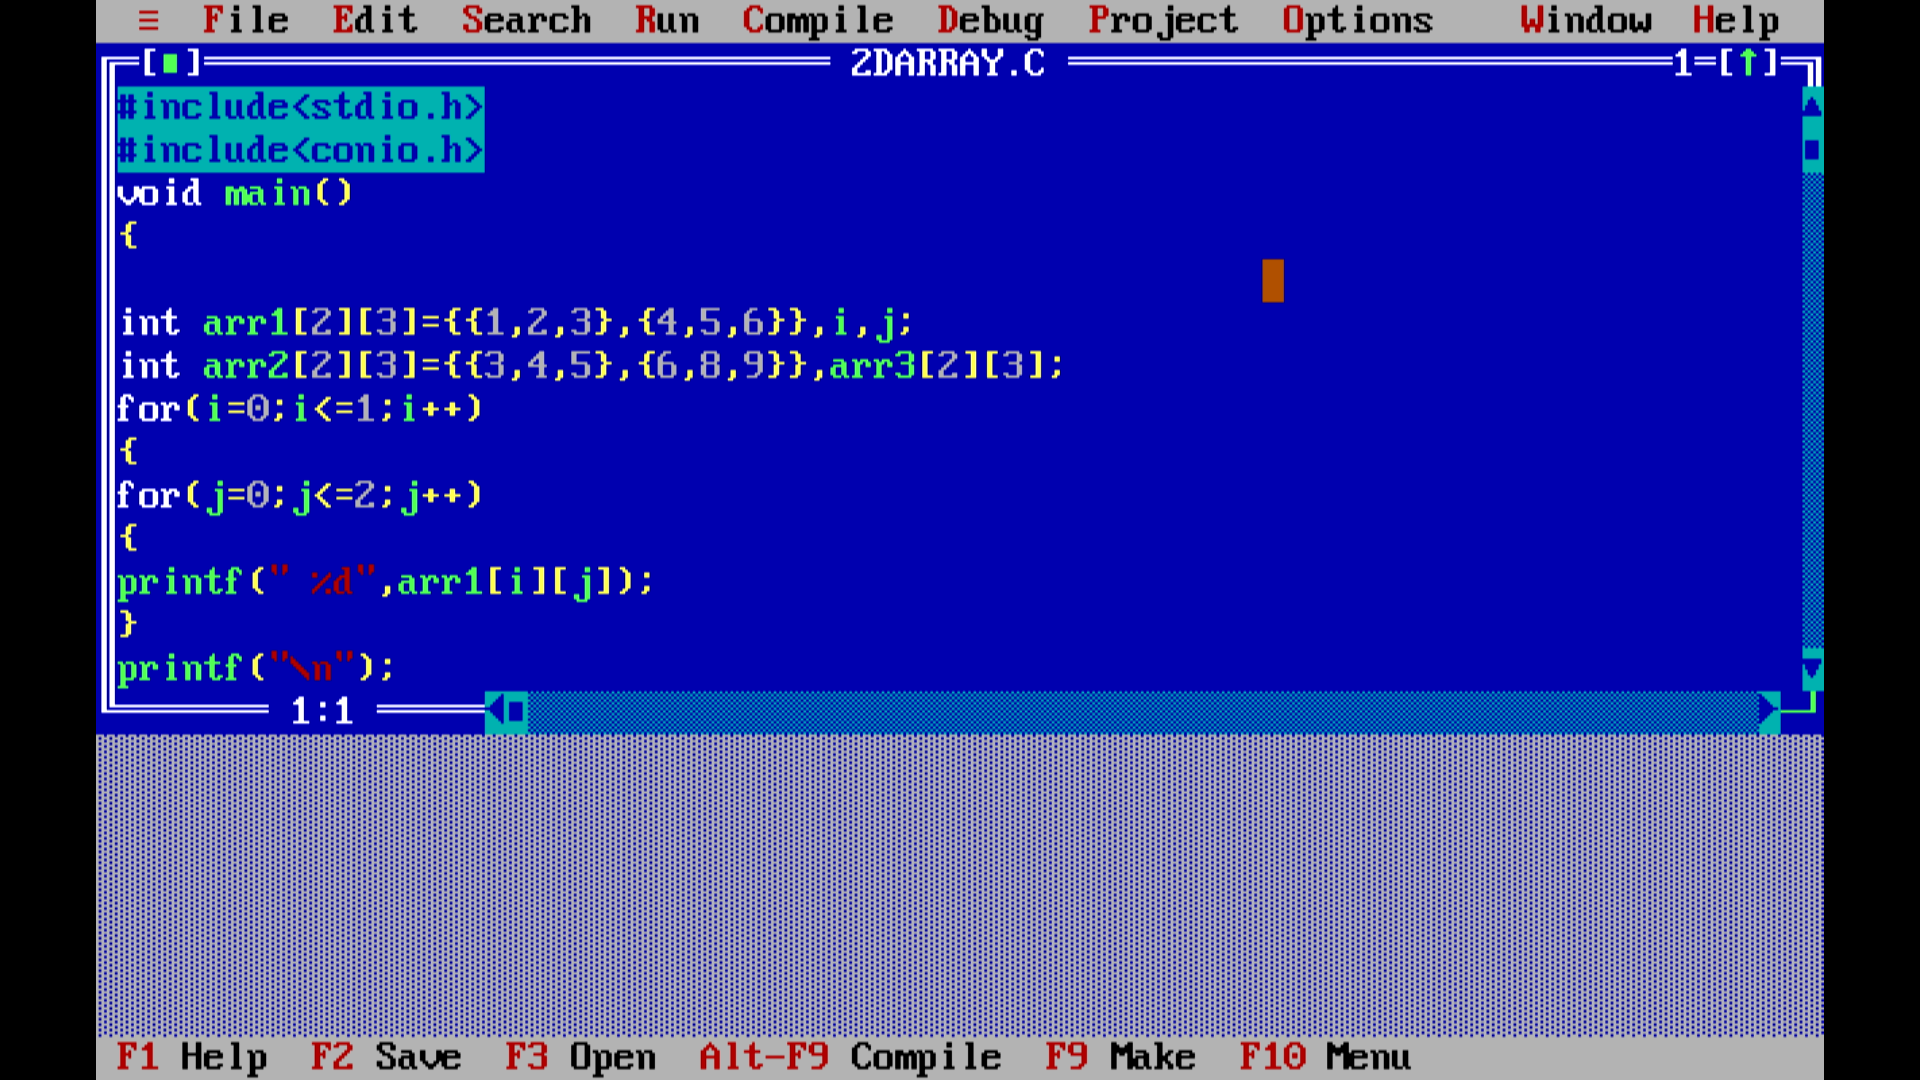 ≡ File Edit Search Run Compile Debug Project Options Window Help
[■] 2DARRAY.C 1=[↑]
#include<stdio.h>
#include<conio.h>
void main()
{
int arr1[2][3]={{1,2,3},{4,5,6}},i,j;
int arr2[2][3]={{3,4,5},{6,8,9}},arr3[2][3];
for(i=0;i<=1;i++)
{
for(j=0;j<=2;j++)
{
printf(" %d",arr1[i][j]);
}
printf("\n");
1:1
F1 Help F2 Save F3 Open Alt-F9 Compile F9 Make F10 Menu